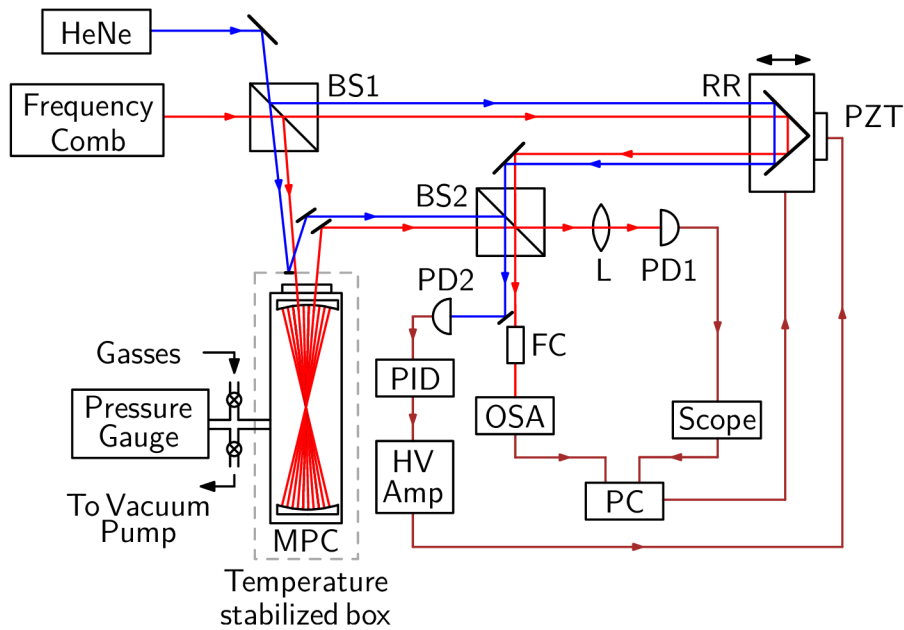 HeNe
Frequency
Comb
BS1
RR
PZT
BS2
L
PD1
PD2
FC
PID
OSA
Scope
HV
Amp
PC
Gasses
Pressure
Gauge
To Vacuum
Pump
MPC
Temperature
stabilized box